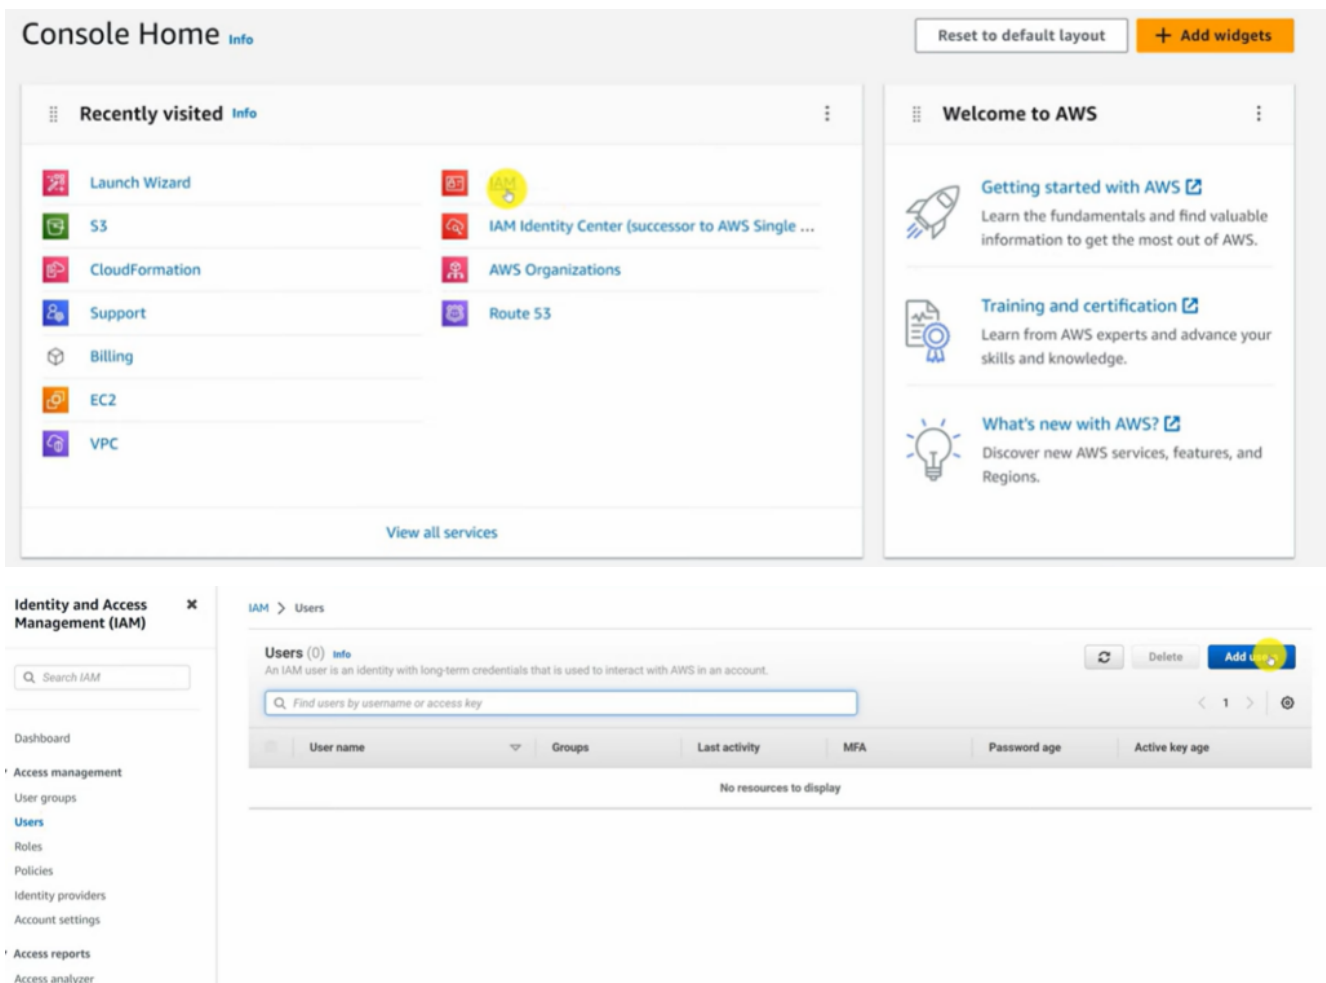 Console Home Info
Reset to default layout
+ Add widgets
Recently visited Info
Launch Wizard
S3
CloudFormation
Support
Billing
EC2
VPC
IAM
IAM Identity Center (successor to AWS Single ...
AWS Organizations
Route 53
View all services
Welcome to AWS
Getting started with AWS
Learn the fundamentals and find valuable
information to get the most out of AWS.
Training and certification
Learn from AWS experts and advance your
skills and knowledge.
What's new with AWS?
Discover new AWS services, features, and
Regions.
Identity and Access
Management (IAM)
Search IAM
Dashboard
Access management
User groups
Users
Roles
Policies
Identity providers
Account settings
Access reports
Access analyzer
IAM > Users
Users (0) Info
An IAM user is an identity with long-term credentials that is used to interact with AWS in an account.
Delete
Add
Find users by username or access key
< 1 >
User name Groups Last activity MFA Password age Active key age
No resources to display